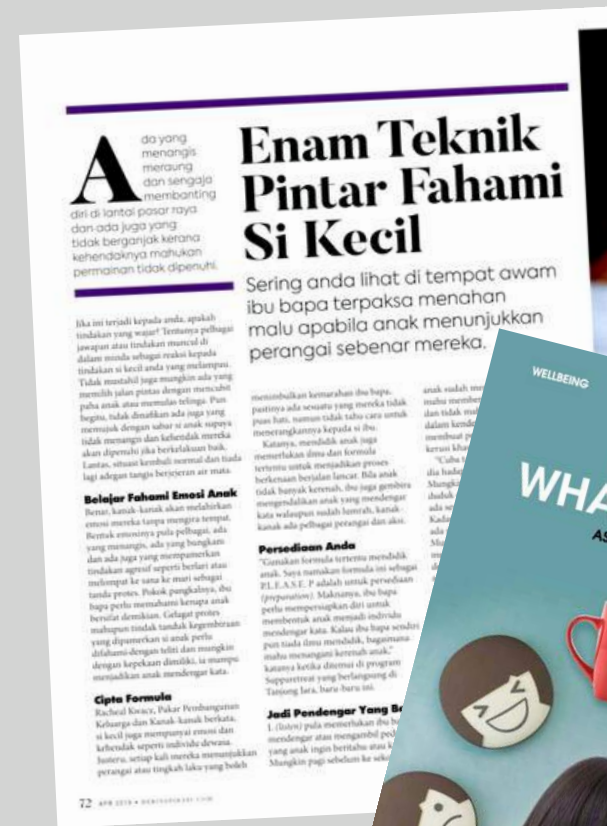 Ada yang
menangis
meraung
dan sengaja
membanting
diri di lantai pasar raya
dan ada juga yang
tidak berganjak kerana
kehendaknya mahukan
permainan tidak dipenuhi.
Enam Teknik
Pintar Fahami
Si Kecil
Sering anda lihat di tempat awam
ibu bapa terpaksa menahan
malu apabila anak menunjukkan
perangai sebenar mereka.
Jika ini terjadi kepada anda, apakah
tindakan yang wajar? Tentunya pelbagai
jawapan atau tindakan muncul di
dalam minda sebagai reaksi kepada
tindakan si kecil anda yang melampau.
Tidak mustahil juga mungkin ada yang
memilih jalan pintas dengan mencubit
paha anak atau memulas telinga. Pun
begitu, tidak dinafikan ada juga yang
memujuk dengan sabar si anak supaya
tidak menangis dan kehendak mereka
akan dipenuhi jika berkelakuan baik.
Lantas, situasi kembali normal dan tiada
lagi adegan tangis berjejeran air mata.
Belajar Fahami Emosi Anak
Benar, kanak-kanak akan melahirkan
emosi mereka tanpa mengira tempat.
Bentuk emosinya pula pelbagai, ada
yang menangis, ada yang bungkam
dan ada juga yang mempamerkan
tindakan agresif seperti berlari atau
melompat ke sana ke mari sebagai
tanda protes. Pokok pangkalnya, ibu
bapa perlu memahami kenapa anak
bersifat demikian. Gelagat protes
mahupun tindak tanduk kegembiraan
yang dipamerkan si anak perlu
difahami dengan teliti dan mungkin
dengan kepekaan dimiliki, ia mampu
menjadikan anak mendengar kata.
Cipta Formula
Racheal Kwacz, Pakar Pembangunan
Keluarga dan Kanak-kanak berkata,
si kecil juga mempunyai emosi dan
kehendak seperti individu dewasa.
Justeru, setiap kali mereka menunjukkan
perangai atau tingkah laku yang boleh
menimbulkan kemarahan ibu bapa,
pastinya ada sesuatu yang mereka tidak
puas hati, namun tidak tahu cara untuk
menerangkannya kepada si ibu.
Katanya, mendidik anak juga
memerlukan ilmu dan formula
tertentu untuk menjadikan proses
berkenaan berjalan lancar. Bila anak
tidak banyak kerenah, ibu juga gembira
mengendalikan anak yang mendengar
kata walaupun sudah lumrah, kanak-
kanak ada pelbagai perangai dan aksi.
Persediaan Anda
"Gunakan formula tertentu mendidik
anak. Saya namakan formula ini sebagai
P.L.E.A.S.E. P adalah untuk persediaan
(preparation). Maknanya, ibu bapa
perlu mempersiapkan diri untuk
membentuk anak menjadi individu
mendengar kata. Kalau ibu bapa sendiri
pun tiada ilmu mendidik, bagaimana
mahu menangani kerenah anak,"
katanya ketika ditemui di program
Supparetreat yang berlangsung di
Tanjung Jara, baru-baru ini.
Jadi Pendengar Yang Be
L (listen) pula memerlukan ibu b
mendengar atau mengambil ped
yang anak ingin beritahu atau k
Mungkin pagi sebelum ke seko
anak sudah me
mahu member
dan tidak mu
dalam kende
membuat pe
kerusi kha
"Cuba
dia hada
Mungki
duduk
ada se
Kada
ada
72 APR 2019
WELLBEING
WHA
AS